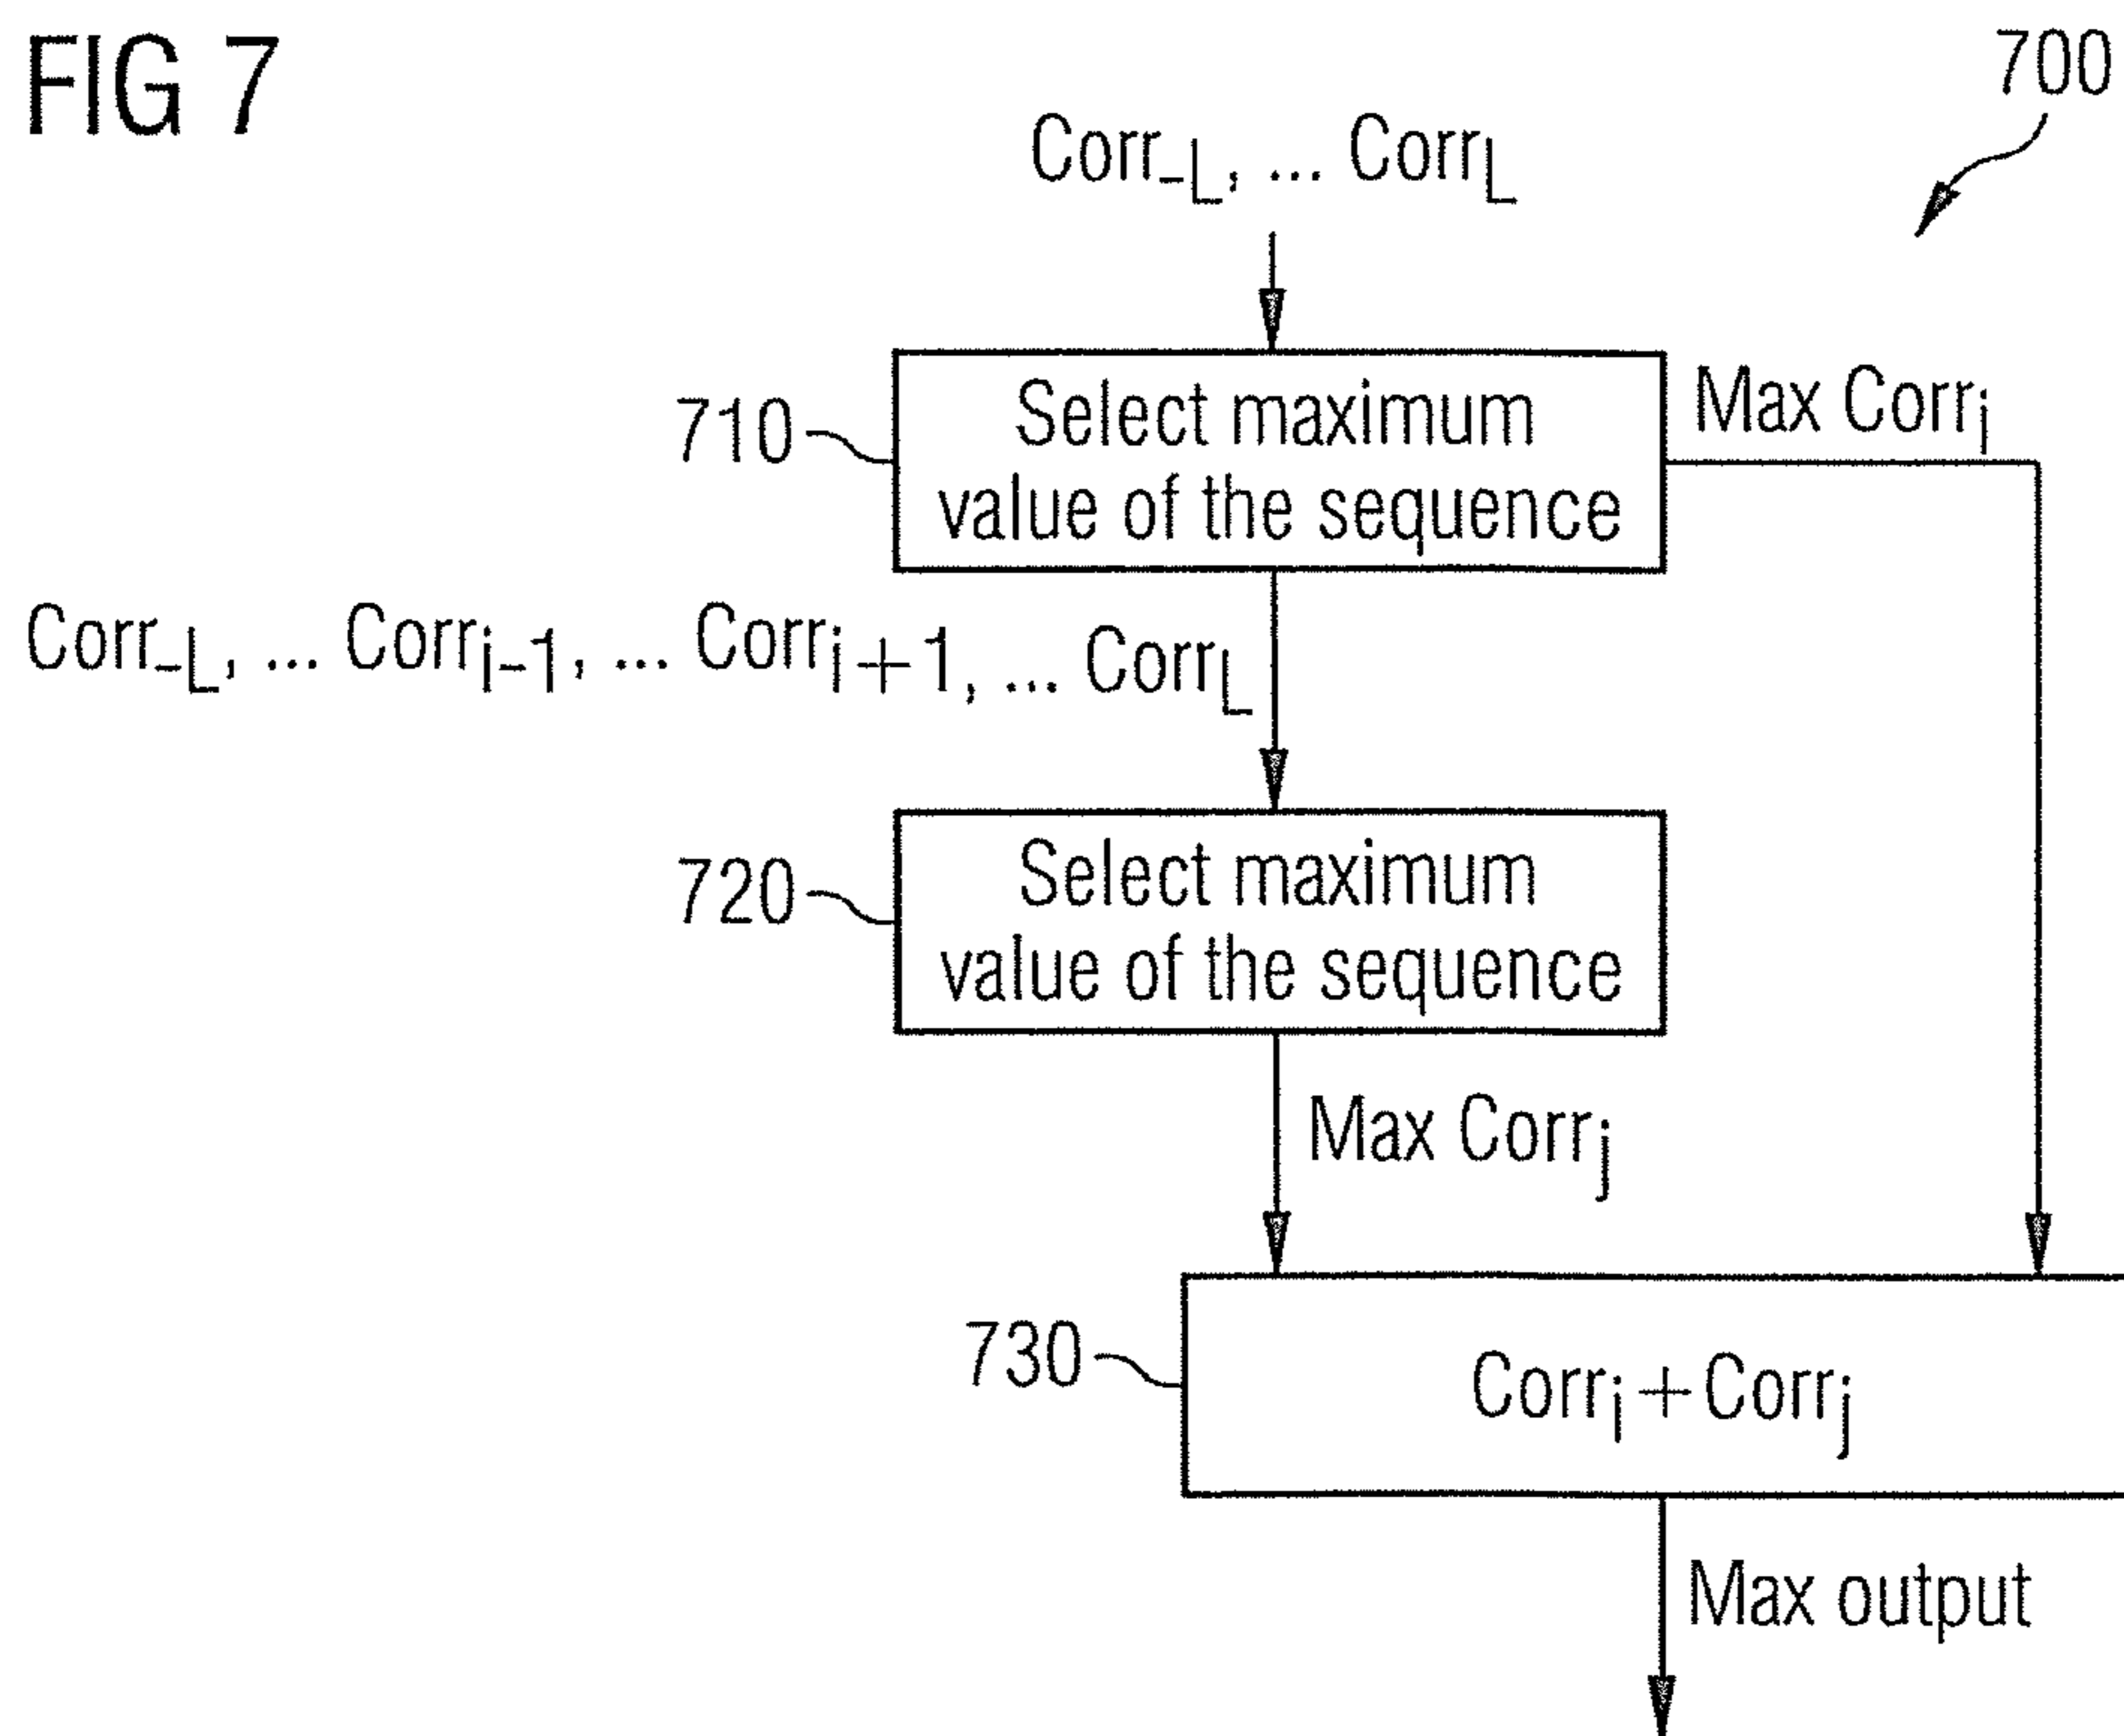 FIG 7
700
Corr-L, ... CorrL
710
Select maximum
value of the sequence
Max Corri
Corr-L, ... Corri-1, ... Corri+1, ... CorrL
720
Select maximum
value of the sequence
Max Corrj
730
Corri+Corrj
Max output